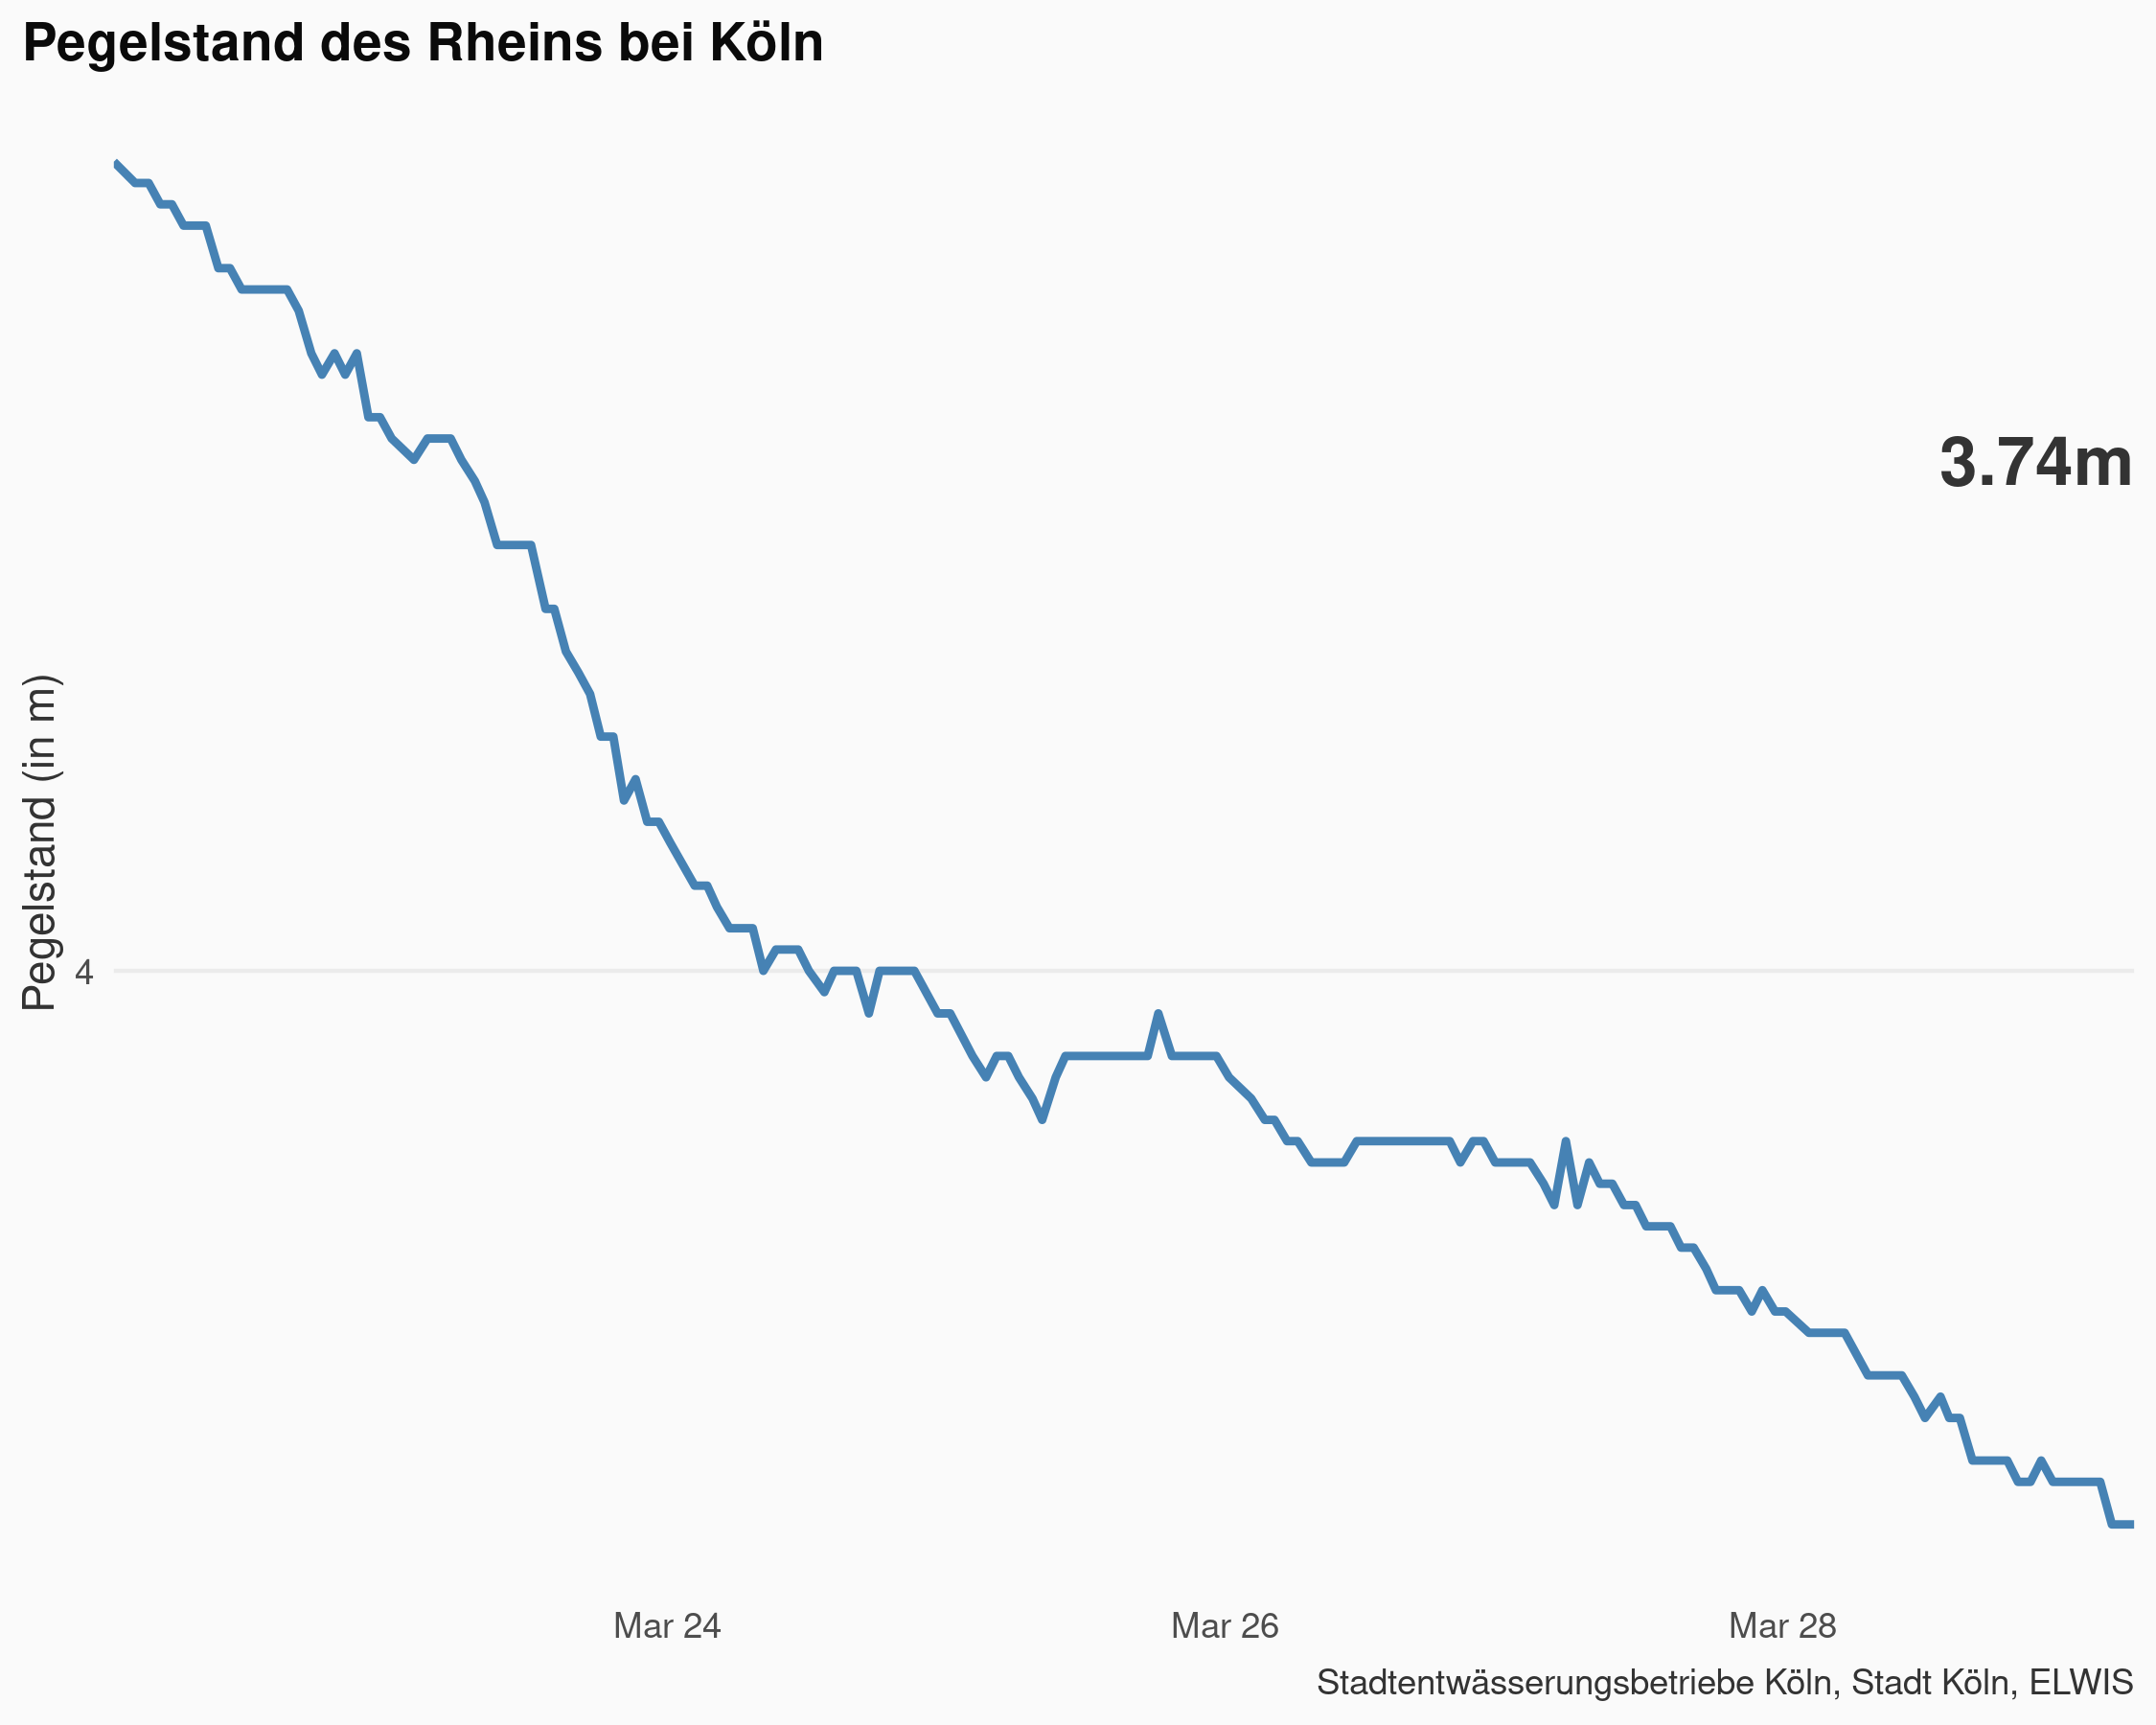 Pegelstand des Rheins bei Köln
3.74m
Pegelstand (in m)
4
Mar 24
Mar 26
Mar 28
Stadtentwässerungsbetriebe Köln, Stadt Köln, ELWIS